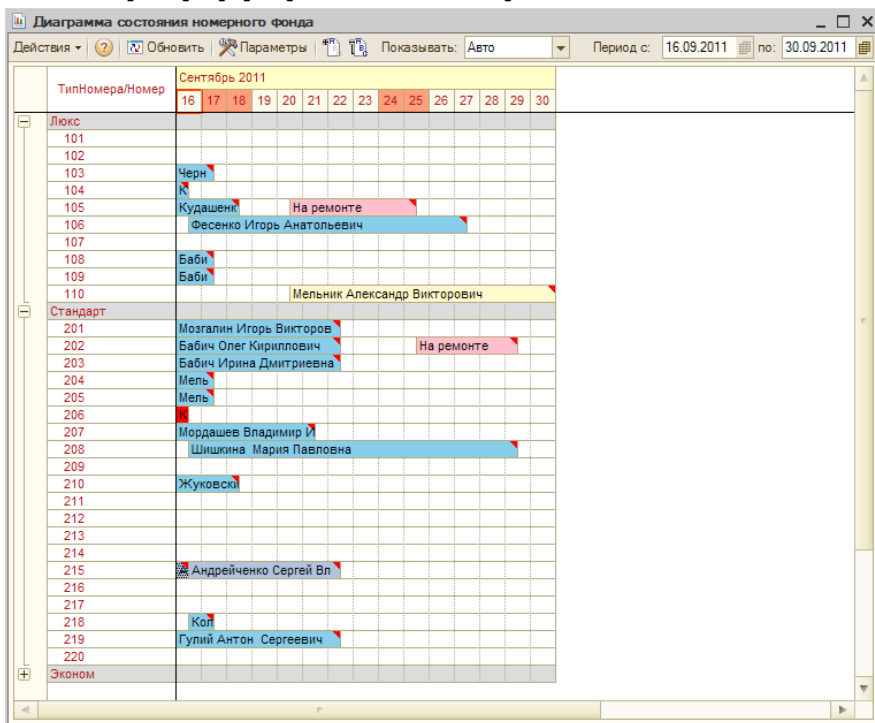 Диаграмма состояния номерного фонда
Действия ? Обновить Параметры Показывать: Авто Период с: 16.09.2011 по: 30.09.2011
ТипНомера/Номер Сентябрь 2011
16 17 18 19 20 21 22 23 24 25 26 27 28 29 30
Люкс
101
102
103 Черн
104 К
105 Кудашенк На ремонте
106 Фесенко Игорь Анатольевич
107
108 Баби
109 Баби
110 Мельник Александр Викторович
Стандарт
201 Мозгалин Игорь Викторов
202 Бабич Олег Кириллович На ремонте
203 Бабич Ирина Дмитриевна
204 Мель
205 Мель
206 К
207 Мордашев Владимир И
208 Шишкина Мария Павловна
209
210 Жуковски
211
212
213
214
215 А Андрейченко Сергей Вл
216
217
218 Кол
219 Гулий Антон Сергеевич
220
Эконом